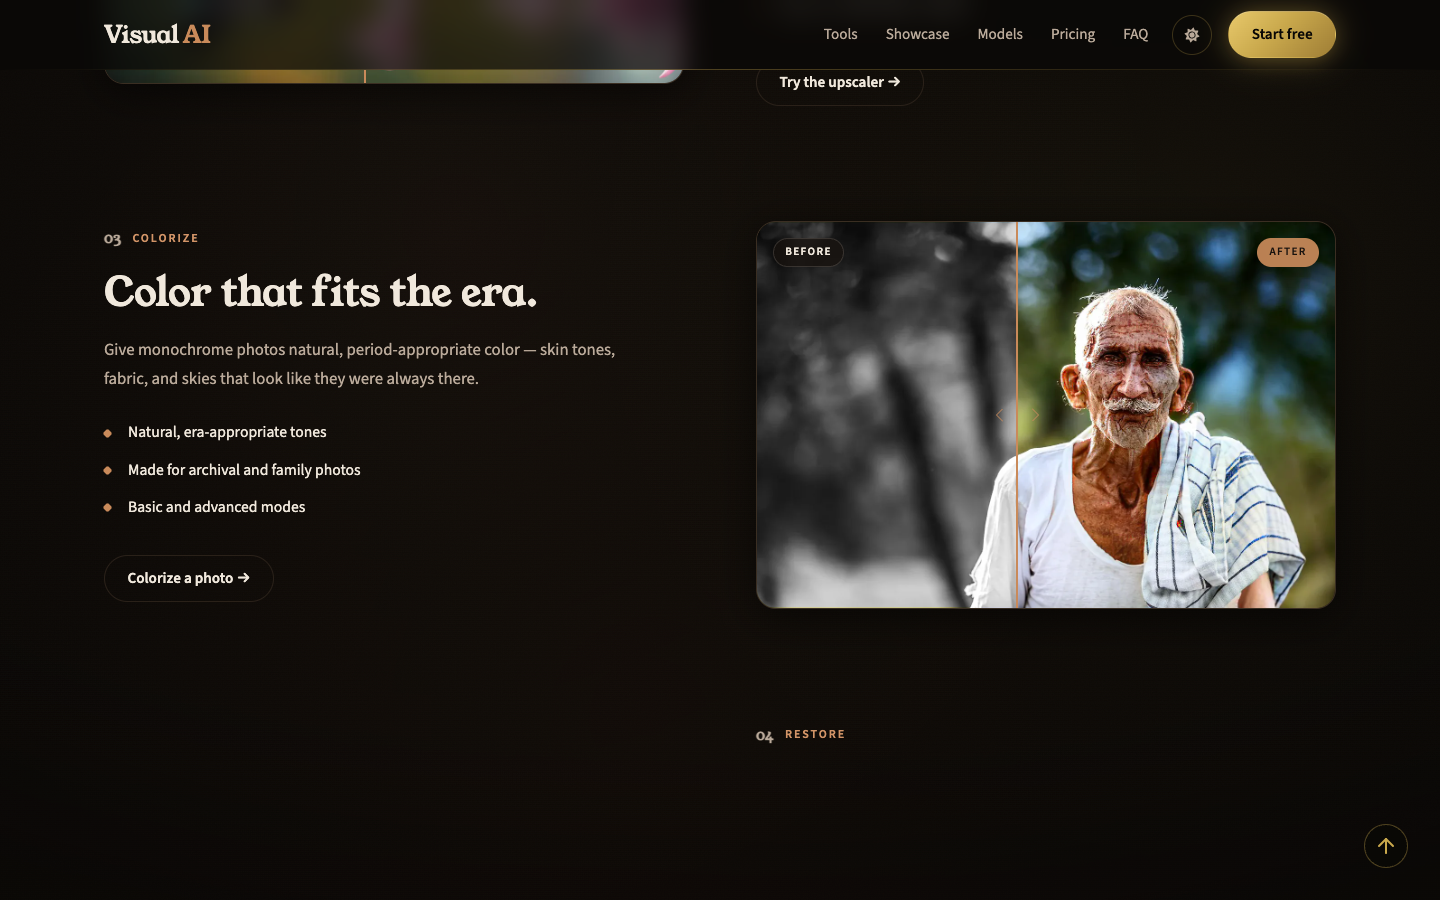 Visual AI
Tools
Showcase
Models
Pricing
FAQ
Start free
Try the upscaler →
03 COLORIZE
Color that fits the era.
Give monochrome photos natural, period-appropriate color — skin tones,
fabric, and skies that look like they were always there.
Natural, era-appropriate tones
Made for archival and family photos
Basic and advanced modes
Colorize a photo →
BEFORE
AFTER
04 RESTORE